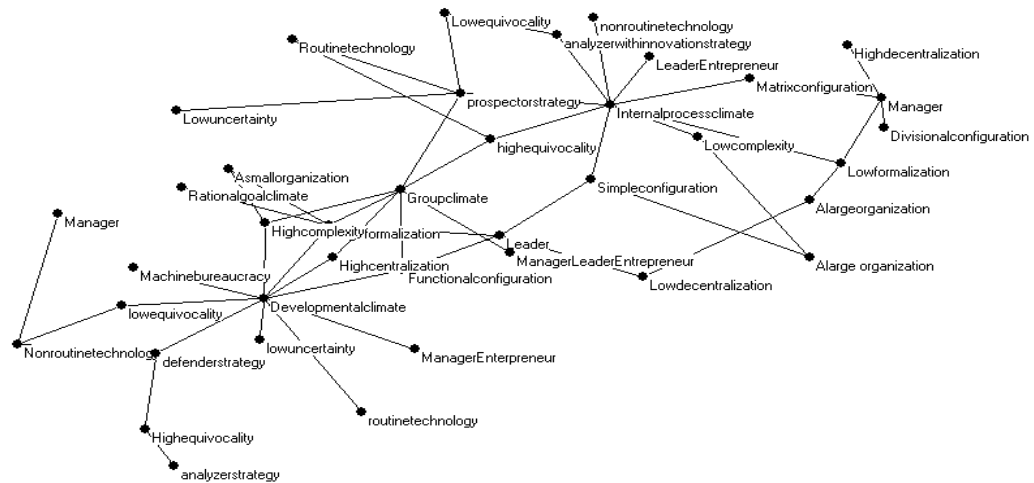 Lowequivocality
nonroutinetechnology
Routinetechnology
analyzerwithinnovationstrategy
Highdecentralization
LeaderEntrepreneur
Matrixconfiguration
prospectorstrategy
Manager
Lowuncertainty
Internalprocessclimate
Divisionalconfiguration
highequivocality
Lowcomplexity
Lowformalization
Asmallorganization
Rationalgoalclimate
Groupclimate
Simpleconfiguration
Alargeorganization
Manager
Highcomplexity
formalization
Leader
Highcentralization
ManagerLeaderEntrepreneur
Alarge organization
Machinebureaucracy
Functionalconfiguration
Lowdecentralization
lowequivocality
Developmentalclimate
Nonroutinetechnology
defenderstrategy
lowuncertainty
ManagerEnterpreneur
routinetechnology
Highequivocality
analyzerstrategy